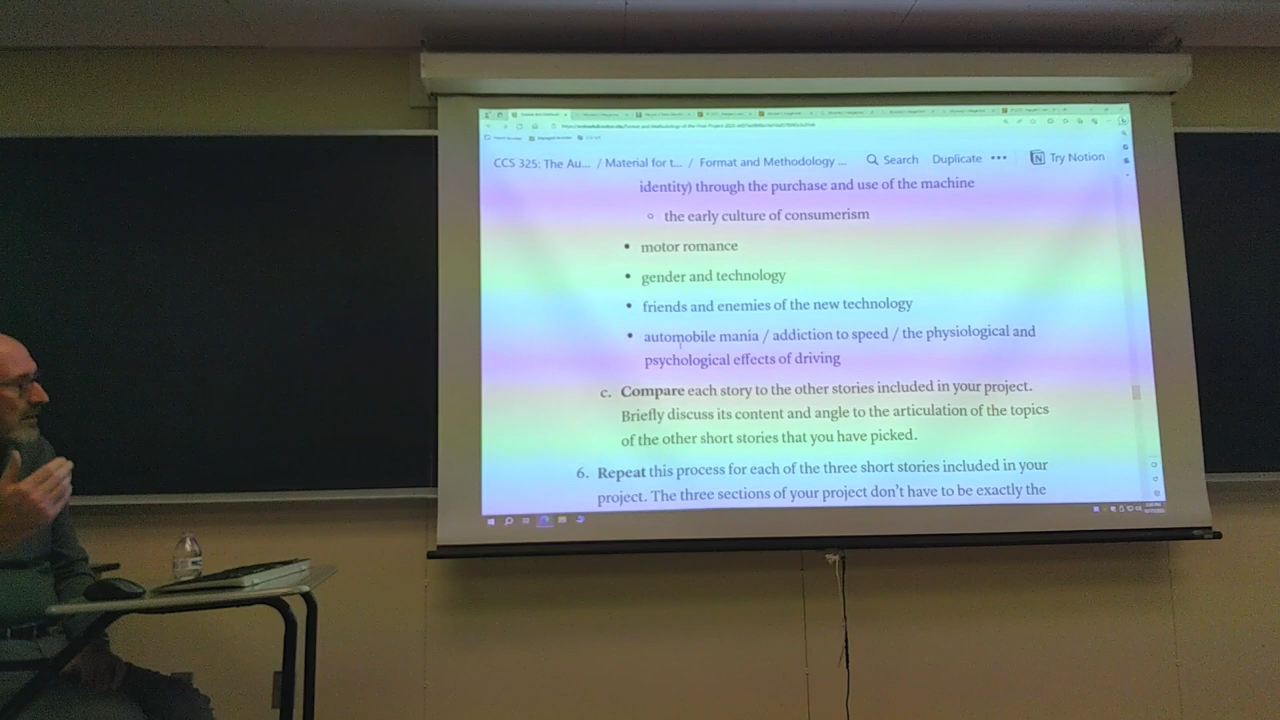 CCS 325: The Au... / Material for t... / Format and Methodology ... Search Duplicate ••• Try Notion
identity) through the purchase and use of the machine
the early culture of consumerism
motor romance
gender and technology
friends and enemies of the new technology
automobile mania / addiction to speed / the physiological and
psychological effects of driving
c. Compare each story to the other stories included in your project.
Briefly discuss its content and angle to the articulation of the topics
of the other short stories that you have picked.
6. Repeat this process for each of the three short stories included in your
project. The three sections of your project don't have to be exactly the